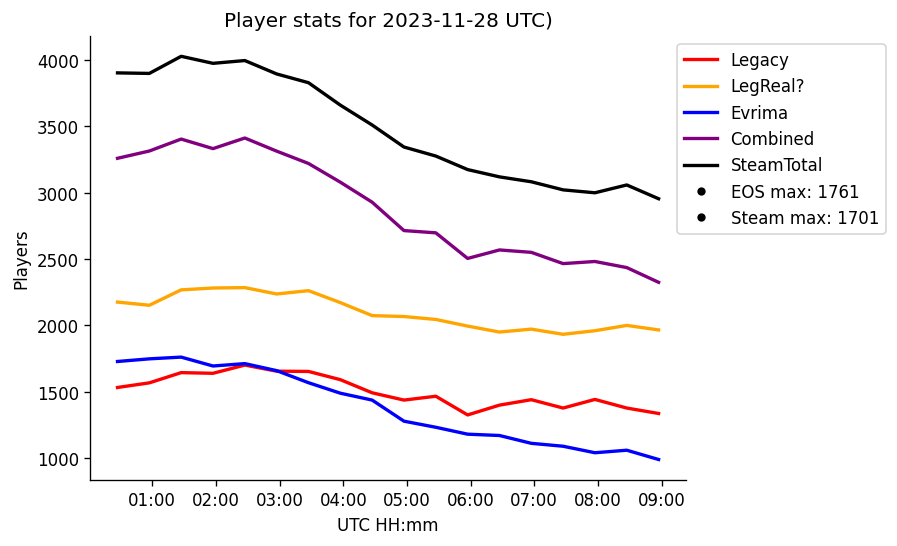 Player stats for 2023-11-28 UTC)
Players
4000
3500
3000
2500
2000
1500
1000
01:00 02:00 03:00 04:00 05:00 06:00 07:00 08:00 09:00
UTC HH:mm
Legacy
LegReal?
Evrima
Combined
SteamTotal
EOS max: 1761
Steam max: 1701